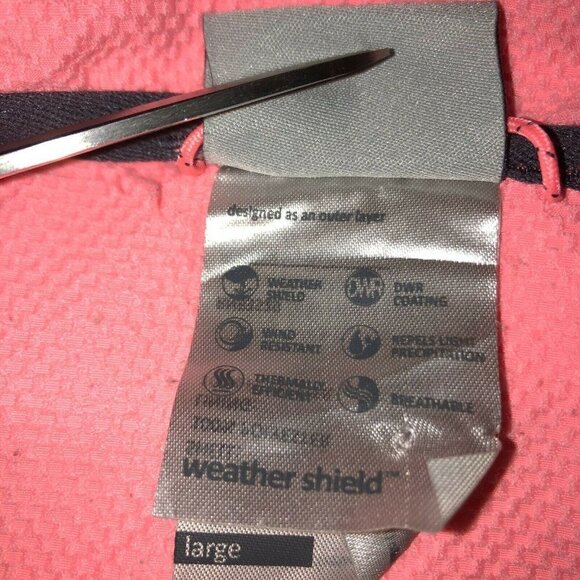 designed as an outer layer
WEATHER SHIELD
DWR
DWR COATING
WIND RESISTANT
REPELS LIGHT PRECIPITATION
THERMALLY EFFICIENT
BREATHABLE
weather shield™
large